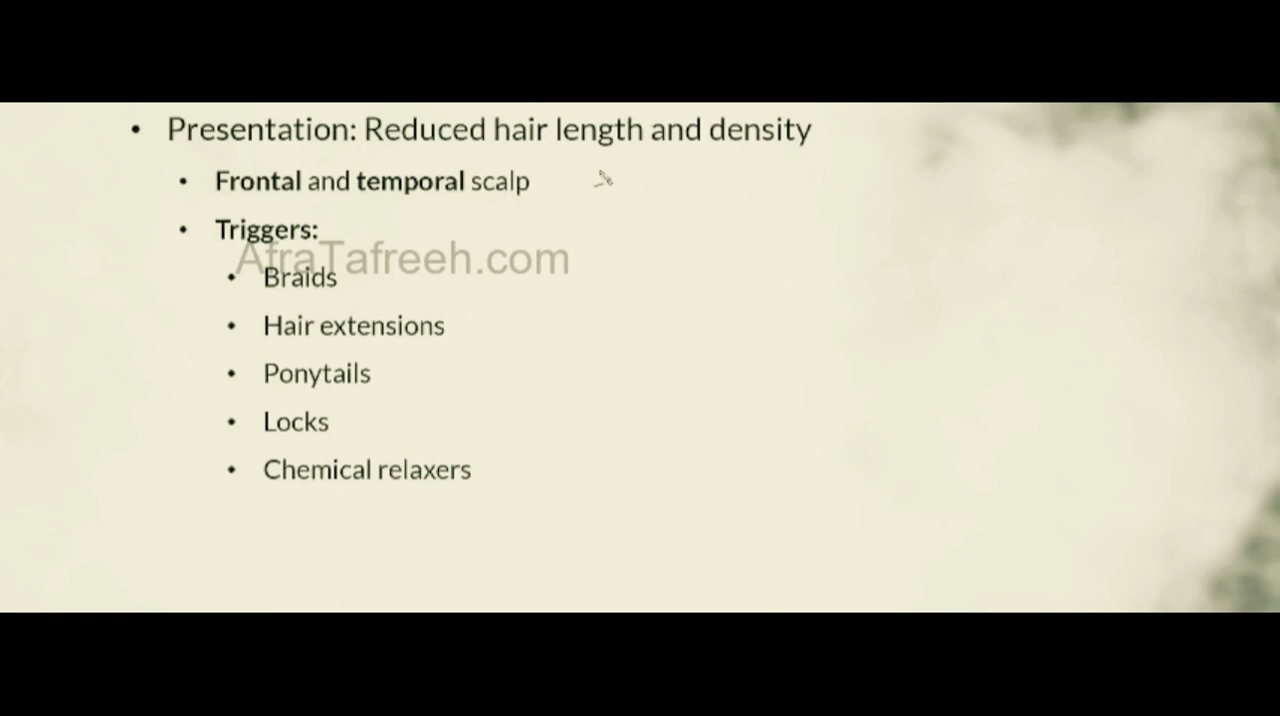 • Presentation: Reduced hair length and density
• Frontal and temporal scalp
• Triggers:
AfraTafreeh.com
• Braids
• Hair extensions
• Ponytails
• Locks
• Chemical relaxers